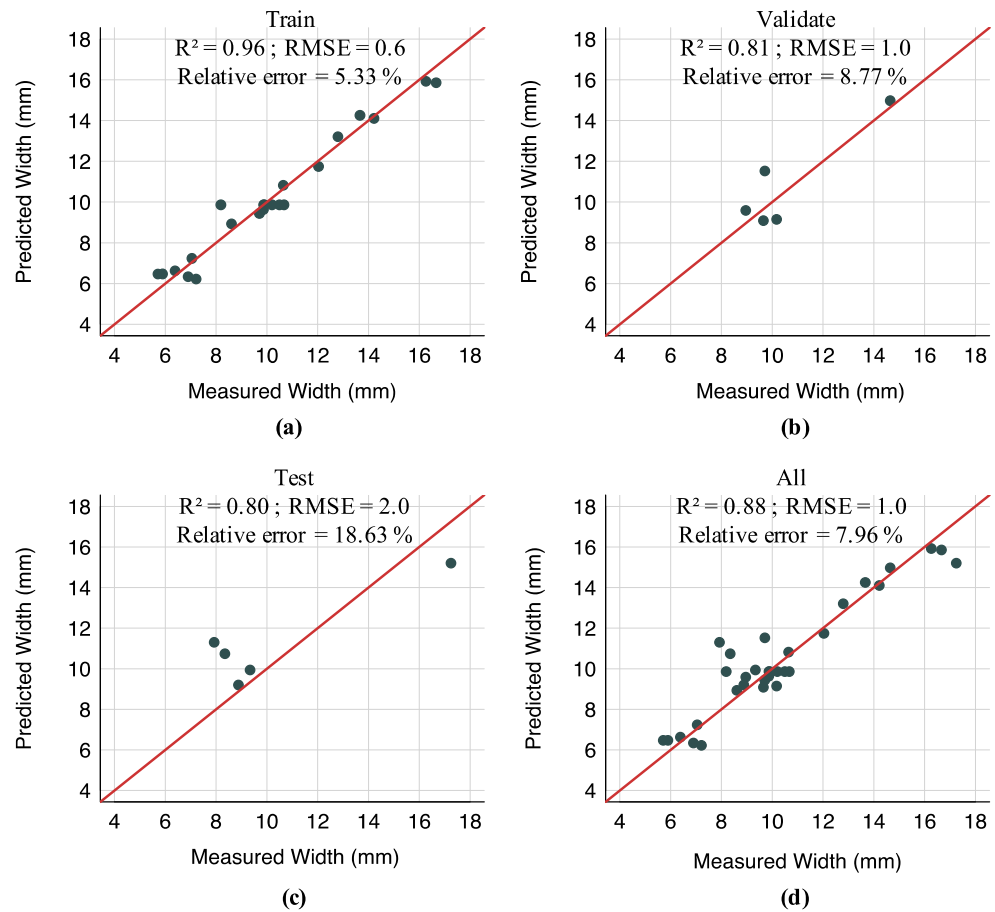 Train
R² = 0.96 ; RMSE = 0.6
Relative error = 5.33 %
Predicted Width (mm)
18
16
14
12
10
8
6
4
4 6 8 10 12 14 16 18
Measured Width (mm)
(a)
Validate
R² = 0.81 ; RMSE = 1.0
Relative error = 8.77 %
Predicted Width (mm)
18
16
14
12
10
8
6
4
4 6 8 10 12 14 16 18
Measured Width (mm)
(b)
Test
R² = 0.80 ; RMSE = 2.0
Relative error = 18.63 %
Predicted Width (mm)
18
16
14
12
10
8
6
4
4 6 8 10 12 14 16 18
Measured Width (mm)
(c)
All
R² = 0.88 ; RMSE = 1.0
Relative error = 7.96 %
Predicted Width (mm)
18
16
14
12
10
8
6
4
4 6 8 10 12 14 16 18
Measured Width (mm)
(d)